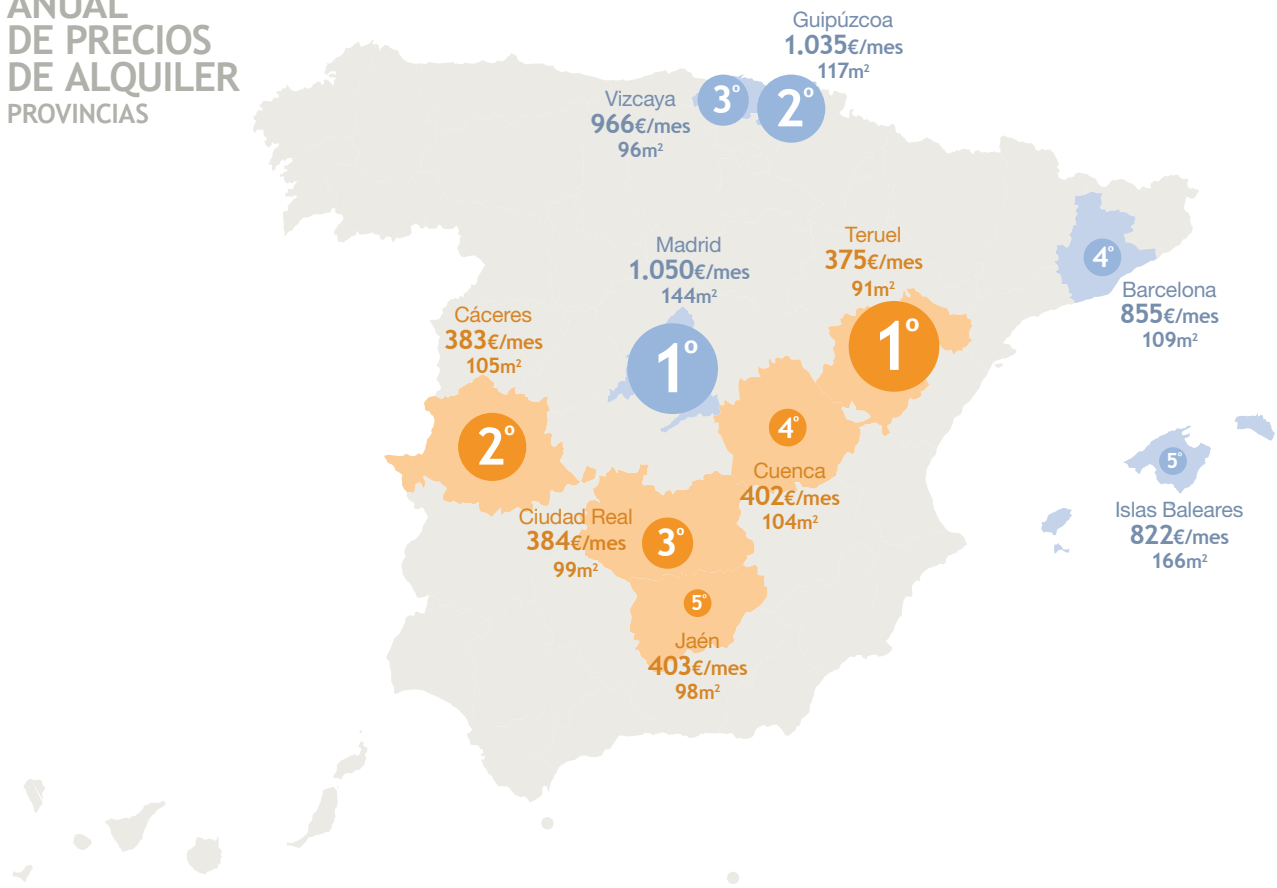 ANUAL
DE PRECIOS
DE ALQUILER
PROVINCIAS
Guipúzcoa
1.035€/mes
117m²
2º
Vizcaya
966€/mes
96m²
3º
Madrid
1.050€/mes
144m²
1º
Teruel
375€/mes
91m²
1º
4º
Barcelona
855€/mes
109m²
Cáceres
383€/mes
105m²
2º
4º
Cuenca
402€/mes
104m²
5º
Islas Baleares
822€/mes
166m²
Ciudad Real
384€/mes
99m²
3º
5º
Jaén
403€/mes
98m²